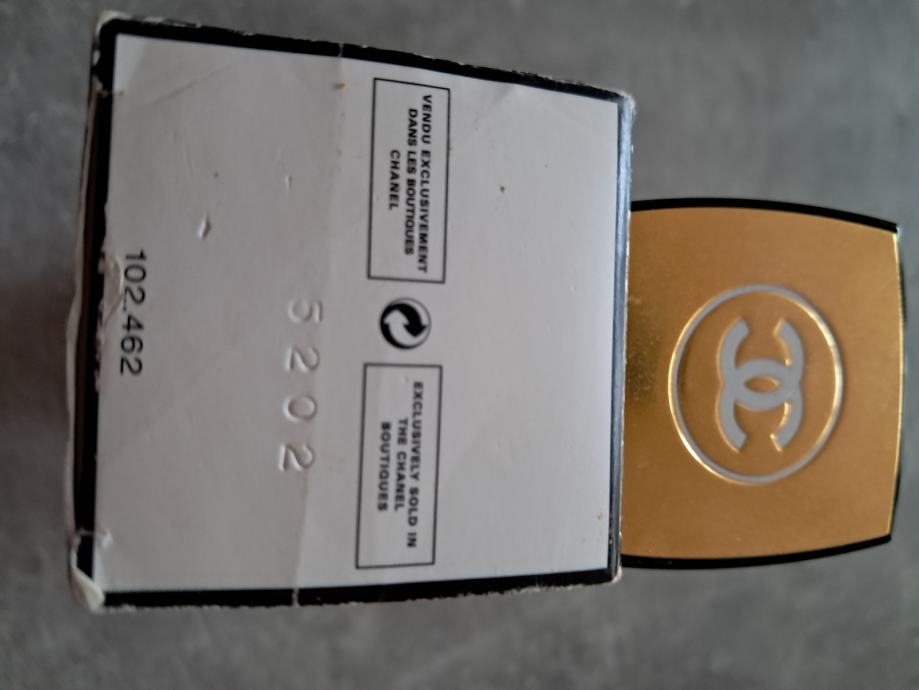 VENDU EXCLUSIVEMENT
DANS LES BOUTIQUES
CHANEL
EXCLUSIVELY SOLD IN
THE CHANEL
BOUTIQUES
5202
102.462